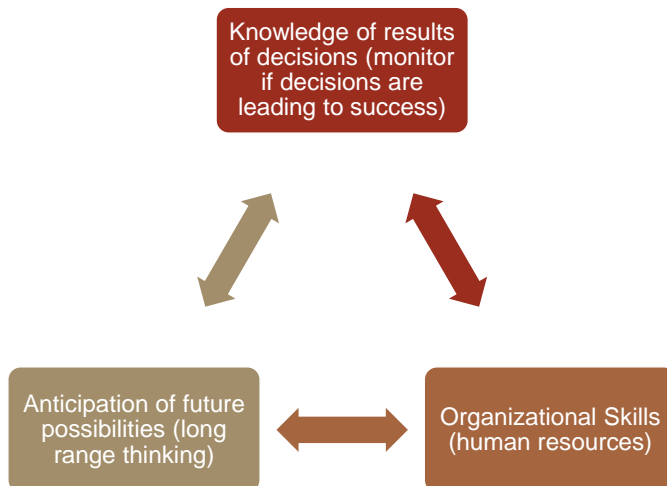 Knowledge of results
of decisions (monitor
if decisions are
leading to success)
Anticipation of future
possibilities (long
range thinking)
Organizational Skills
(human resources)